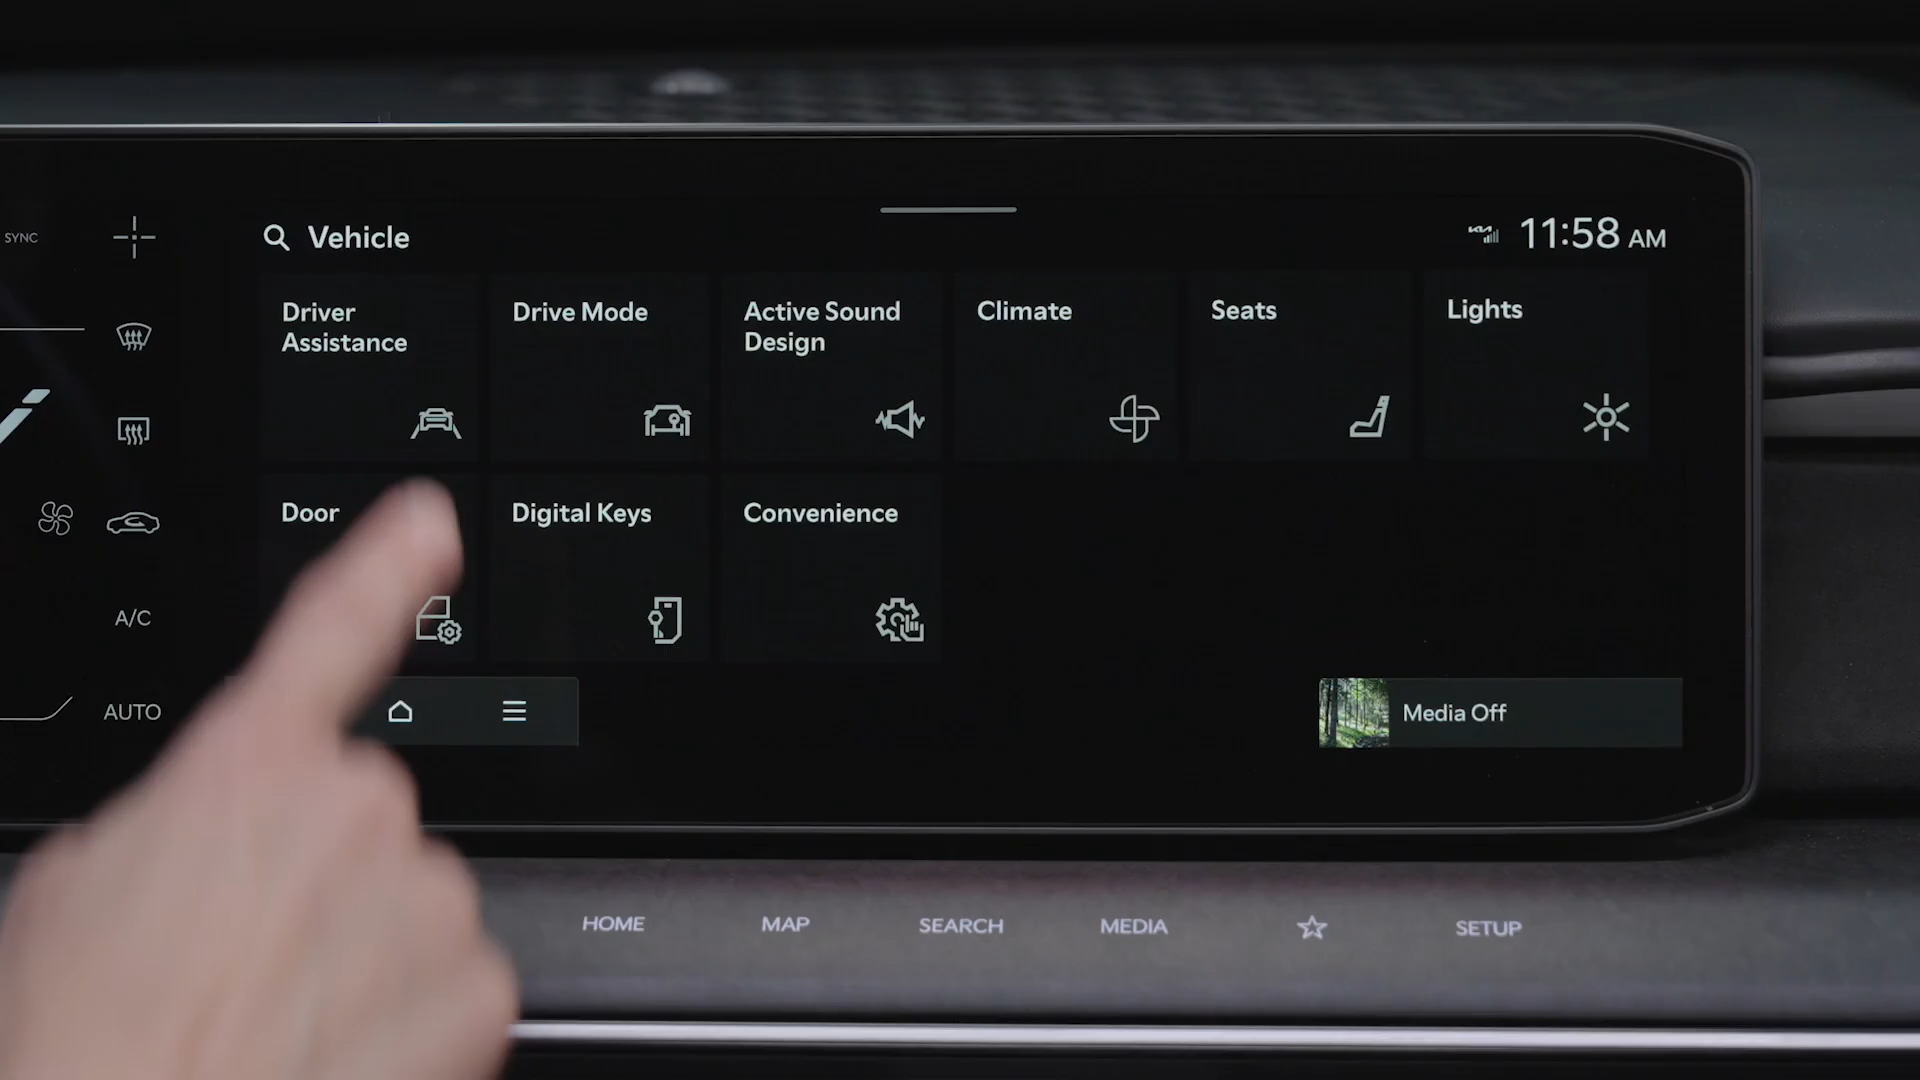 SYNC
Vehicle
KIA
11:58 AM
Driver
Assistance
Drive Mode
Active Sound
Design
Climate
Seats
Lights
Door
Digital Keys
Convenience
A/C
AUTO
Media Off
HOME
MAP
SEARCH
MEDIA
SETUP